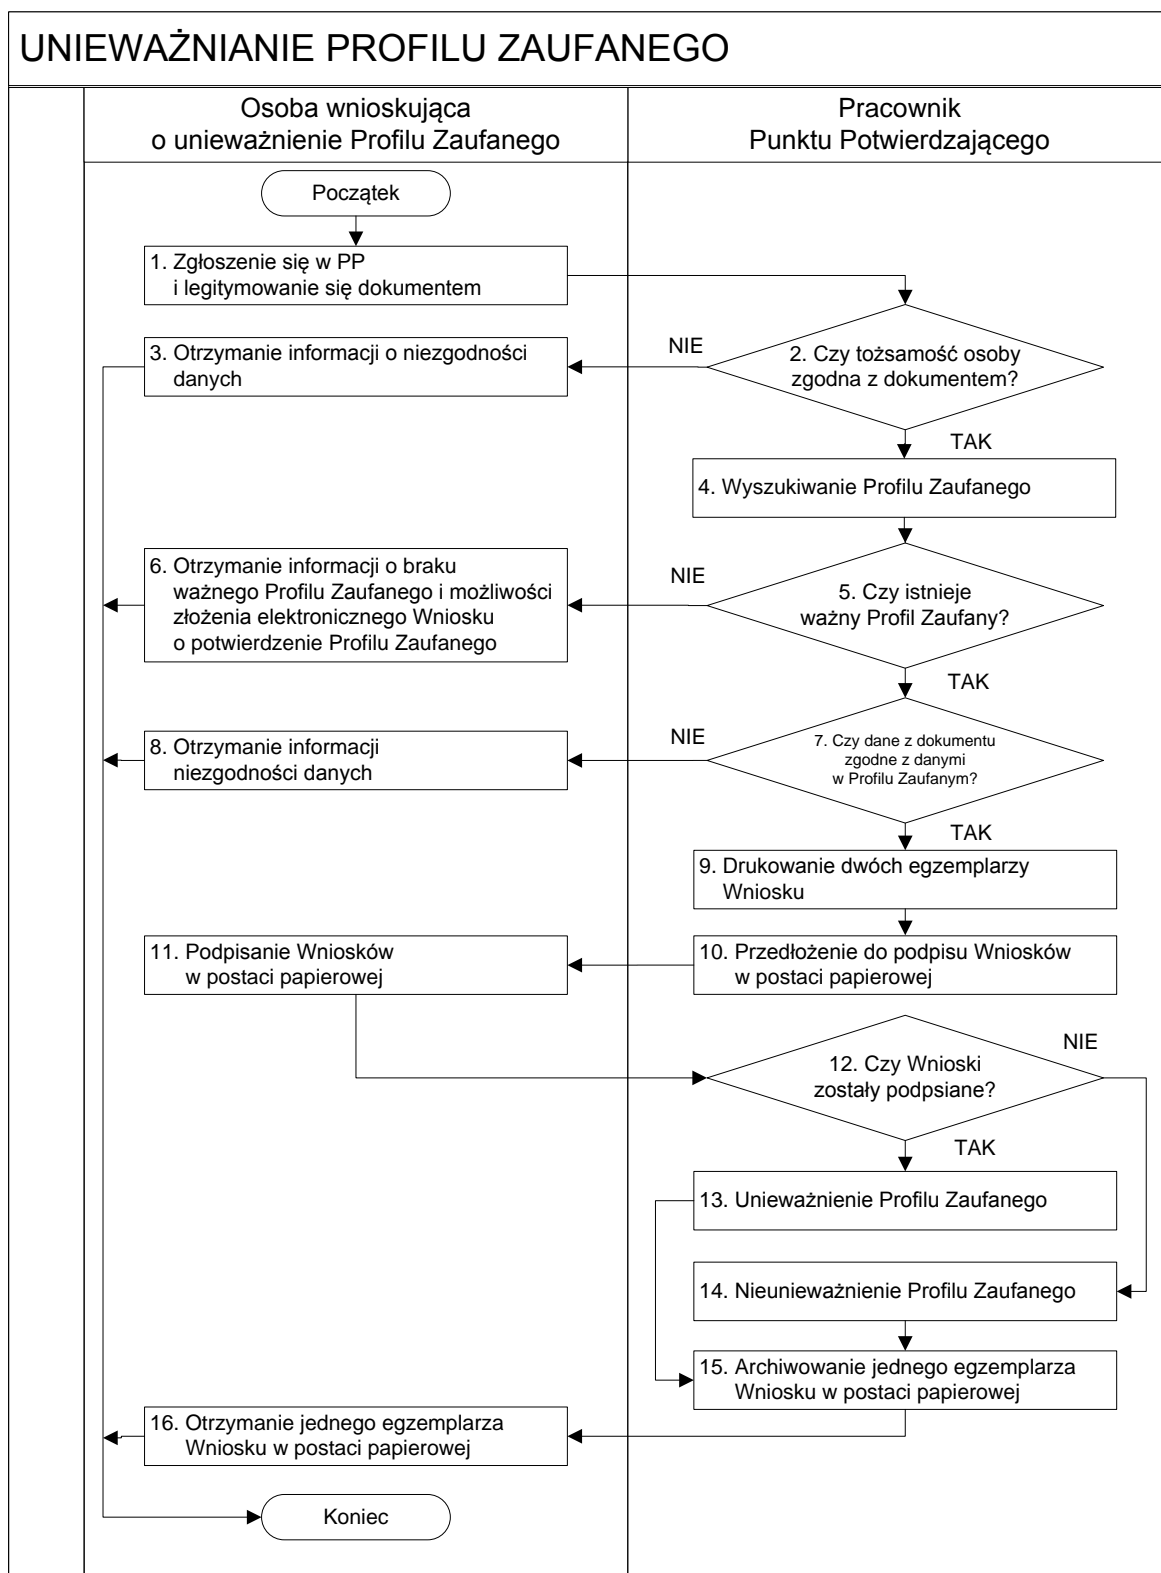 UNIEWAŻNIANIE PROFILU ZAUFANEGO
Osoba wnioskująca
o unieważnienie Profilu Zaufanego
Pracownik
Punktu Potwierdzającego
Początek
1. Zgłoszenie się w PP
i legitymowanie się dokumentem
2. Czy tożsamość osoby
zgodna z dokumentem?
NIE
3. Otrzymanie informacji o niezgodności
danych
TAK
4. Wyszukiwanie Profilu Zaufanego
5. Czy istnieje
ważny Profil Zaufany?
NIE
6. Otrzymanie informacji o braku
ważnego Profilu Zaufanego i możliwości
złożenia elektronicznego Wniosku
o potwierdzenie Profilu Zaufanego
TAK
7. Czy dane z dokumentu
zgodne z danymi
w Profilu Zaufanym?
NIE
8. Otrzymanie informacji
niezgodności danych
TAK
9. Drukowanie dwóch egzemplarzy
Wniosku
10. Przedłożenie do podpisu Wniosków
w postaci papierowej
11. Podpisanie Wniosków
w postaci papierowej
12. Czy Wnioski
zostały podpsiane?
NIE
TAK
13. Unieważnienie Profilu Zaufanego
14. Nieunieważnienie Profilu Zaufanego
15. Archiwowanie jednego egzemplarza
Wniosku w postaci papierowej
16. Otrzymanie jednego egzemplarza
Wniosku w postaci papierowej
Koniec